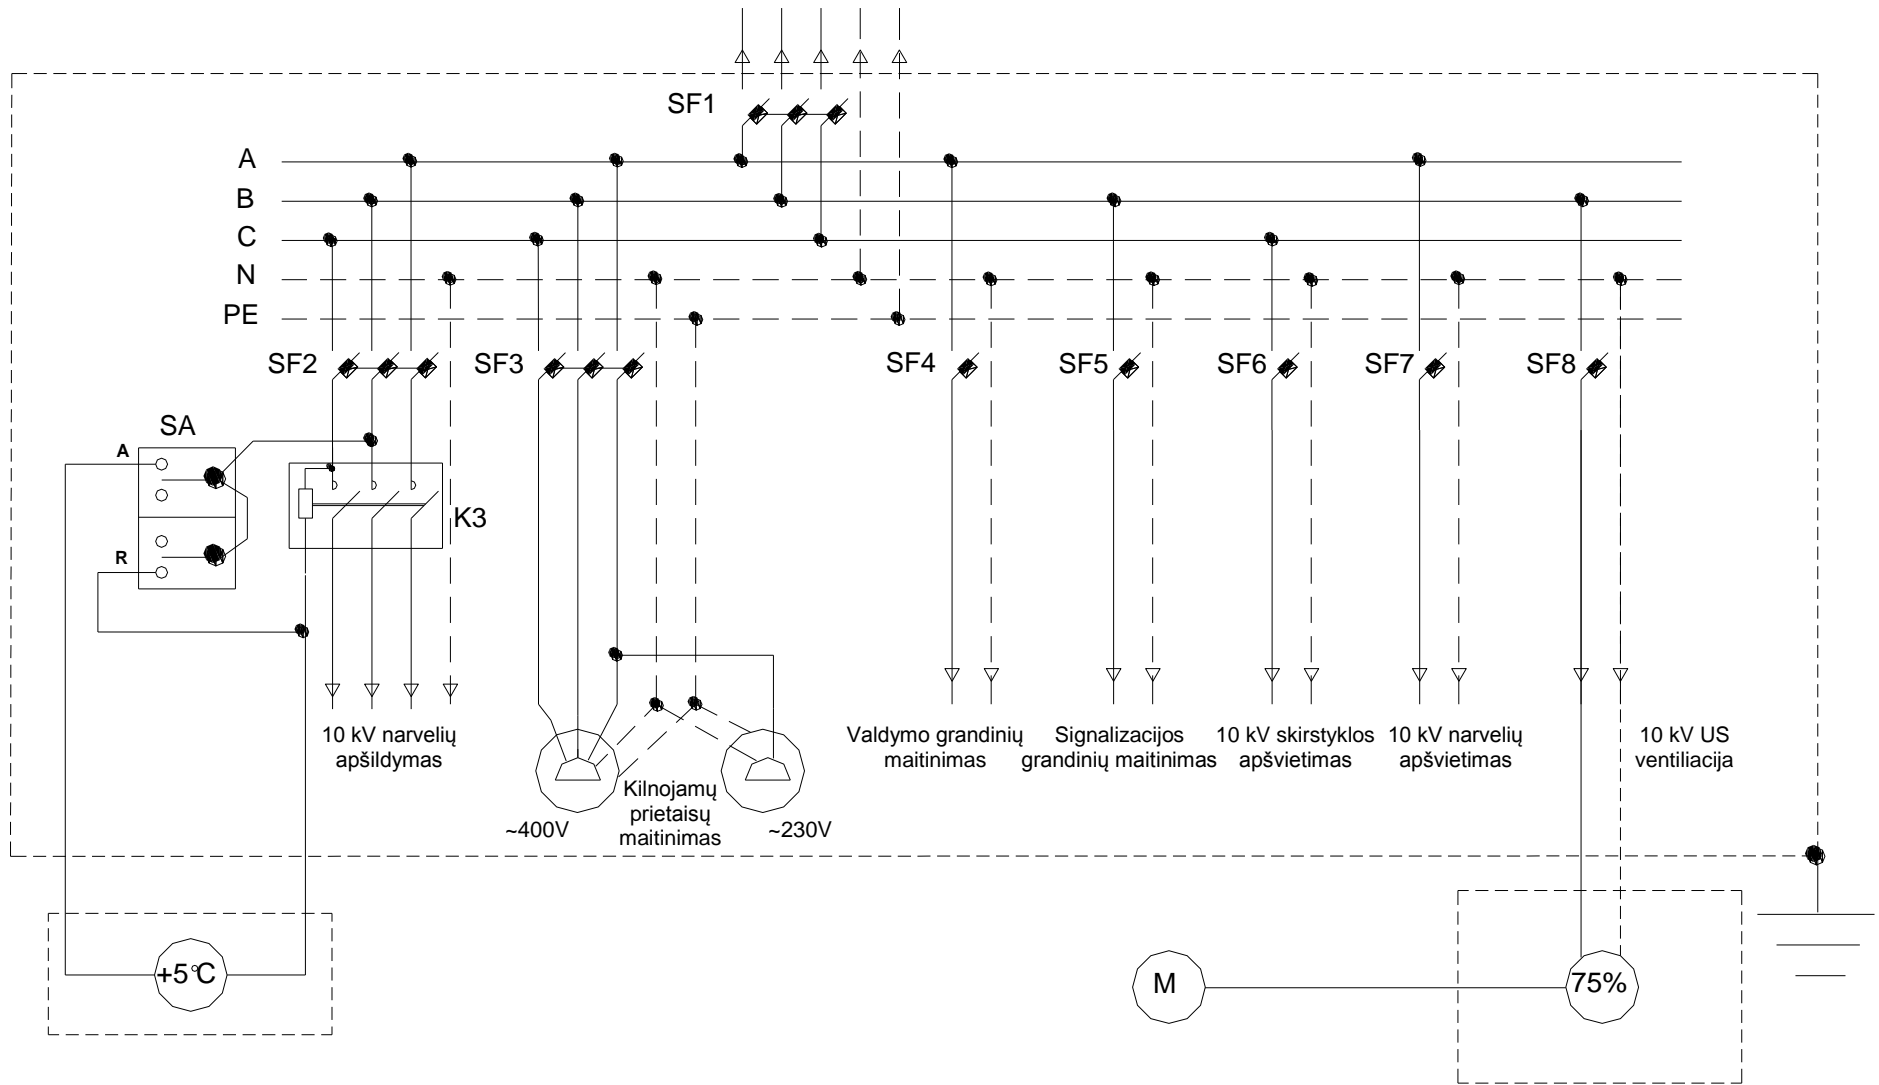 SF1
A
B
C
N
PE
SF2
SF3
SF4
SF5
SF6
SF7
SF8
SA
A
R
K3
10 kV narvelių
apšildymas
Kilnojamų
prietaisų
maitinimas
~400V
~230V
Valdymo grandinių
maitinimas
Signalizacijos
grandinių maitinimas
10 kV skirstyklos
apšvietimas
10 kV narvelių
apšvietimas
10 kV US
ventiliacija
+5°C
M
75%